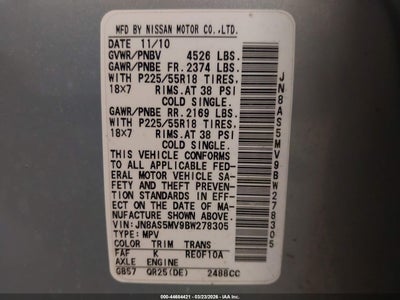 MFD BY NISSAN MOTOR CO.,LTD.
DATE 11/10
GVWR/PNBV 4526 LBS.
GAWR/PNBE FR. 2374 LBS.
WITH P225/55R18 TIRES,
18X7 RIMS.AT 38 PSI
COLD SINGLE.
GAWR/PNBE RR. 2169 LBS.
WITH P225/55R18 TIRES,
18X7 RIMS.AT 38 PSI
COLD SINGLE.
THIS VEHICLE CONFORMS
TO ALL APPLICABLE FED-
ERAL MOTOR VEHICLE SA-
FETY AND THEFT PREVEN-
TION STANDARDS IN EFF-
ECT ON THE DATE OF MA-
NUFACTURE SHOWN ABOVE.
VIN:JN8AS5MV9BW278305
TYPE: MPV
COLOR TRIM TRANS
FAF K RE0F10A
AXLE ENGINE
GB57 QR25(DE) 2488CC
JN8AS5MV9BW278305
© IAA - 44604421 - 03/23/2026 - IAAI.COM